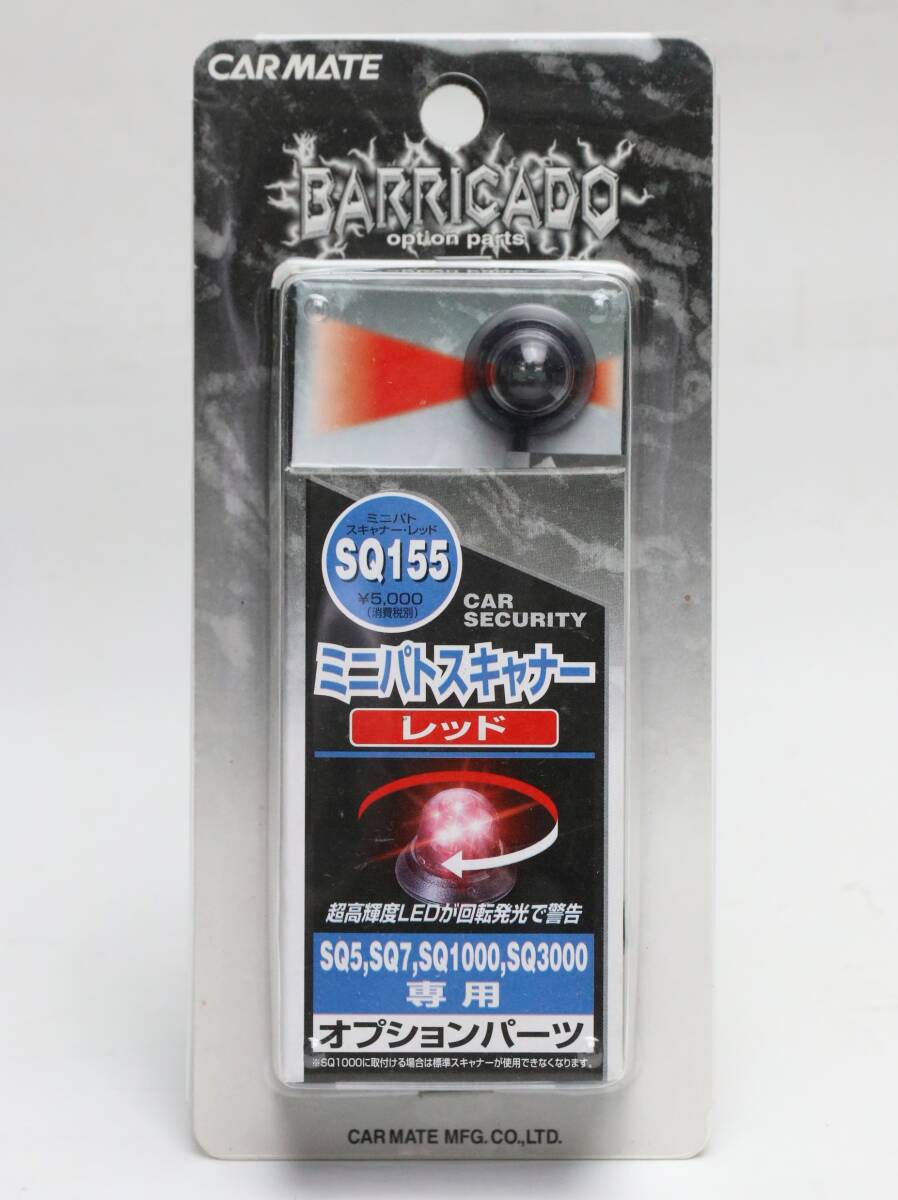 CAR MATE
BARRICADO
option parts
ミニパト
スキャナー・レッド
SQ155
¥5,000
(消費税別)
CAR
SECURITY
ミニパトスキャナー
レッド
超高輝度LEDが回転発光で警告
SQ5,SQ7,SQ1000,SQ3000
専用
オプションパーツ
※SQ1000に取付ける場合は標準スキャナーが使用できなくなります。
CAR MATE MFG.CO.,LTD.